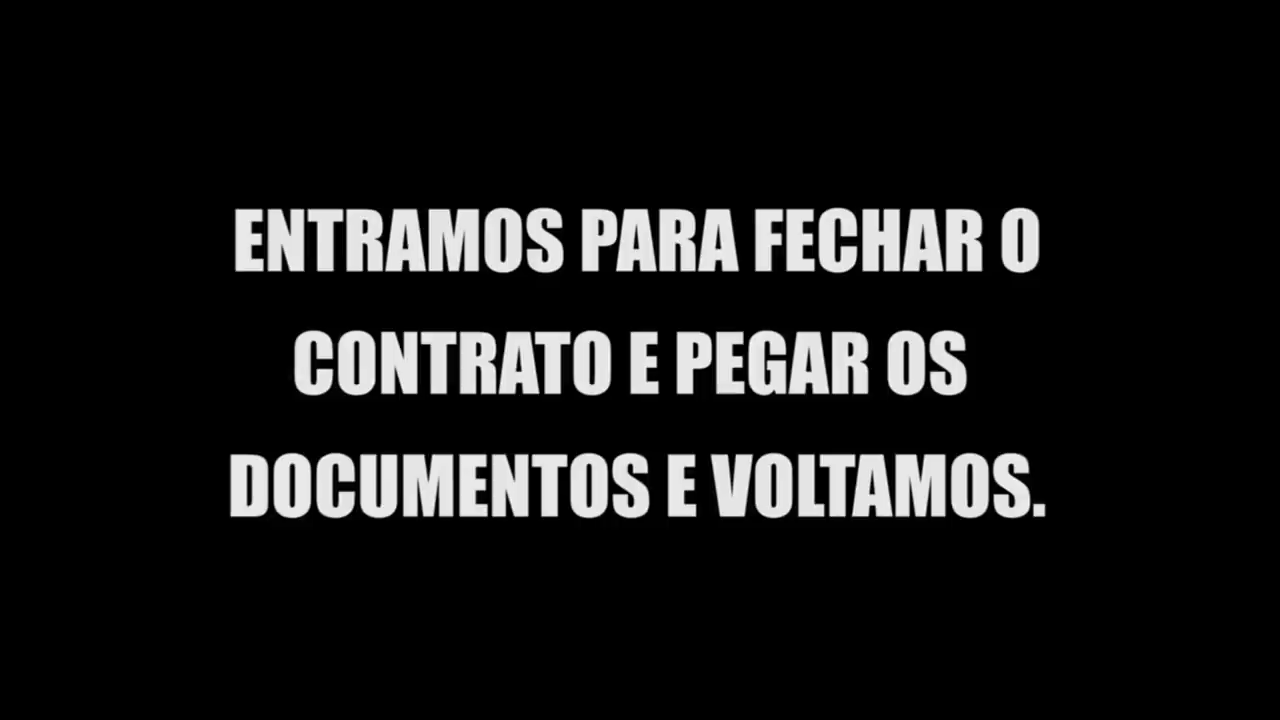 ENTRAMOS PARA FECHAR O
CONTRATO E PEGAR OS
DOCUMENTOS E VOLTAMOS.